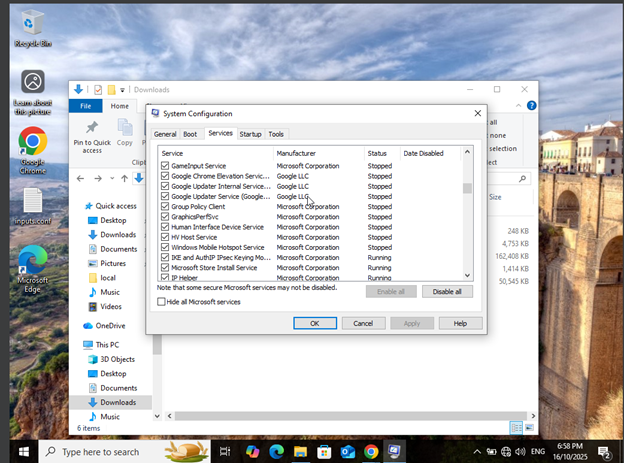 Recycle Bin
Learn about
this picture
Google
Chrome
inputs.conf
Microsoft
Edge
Downloads
File
Home
Pin to Quick
access
Copy
all
none
selection
Quick access
Desktop
Downloads
Documents
Pictures
local
Music
Videos
OneDrive
This PC
3D Objects
Desktop
Documents
Downloads
Music
6 items
Size
248 KB
4,753 KB
162,408 KB
1,414 KB
50,545 KB
System Configuration
General Boot Services Startup Tools
Service Manufacturer Status Date Disabled
GameInput Service Microsoft Corporation Stopped
Google Chrome Elevation Servic... Google LLC Stopped
Google Updater Internal Service... Google LLC Stopped
Google Updater Service (Google... Google LLC Stopped
Group Policy Client Microsoft Corporation Stopped
GraphicsPerfSvc Microsoft Corporation Stopped
Human Interface Device Service Microsoft Corporation Stopped
HV Host Service Microsoft Corporation Stopped
Windows Mobile Hotspot Service Microsoft Corporation Stopped
IKE and AuthIP IPsec Keying Mo... Microsoft Corporation Running
Microsoft Store Install Service Microsoft Corporation Running
IP Helper Microsoft Corporation Running
Note that some secure Microsoft services may not be disabled.
Enable all Disable all
Hide all Microsoft services
OK Cancel Apply Help
Type here to search
ENG
6:58 PM
16/10/2025
2